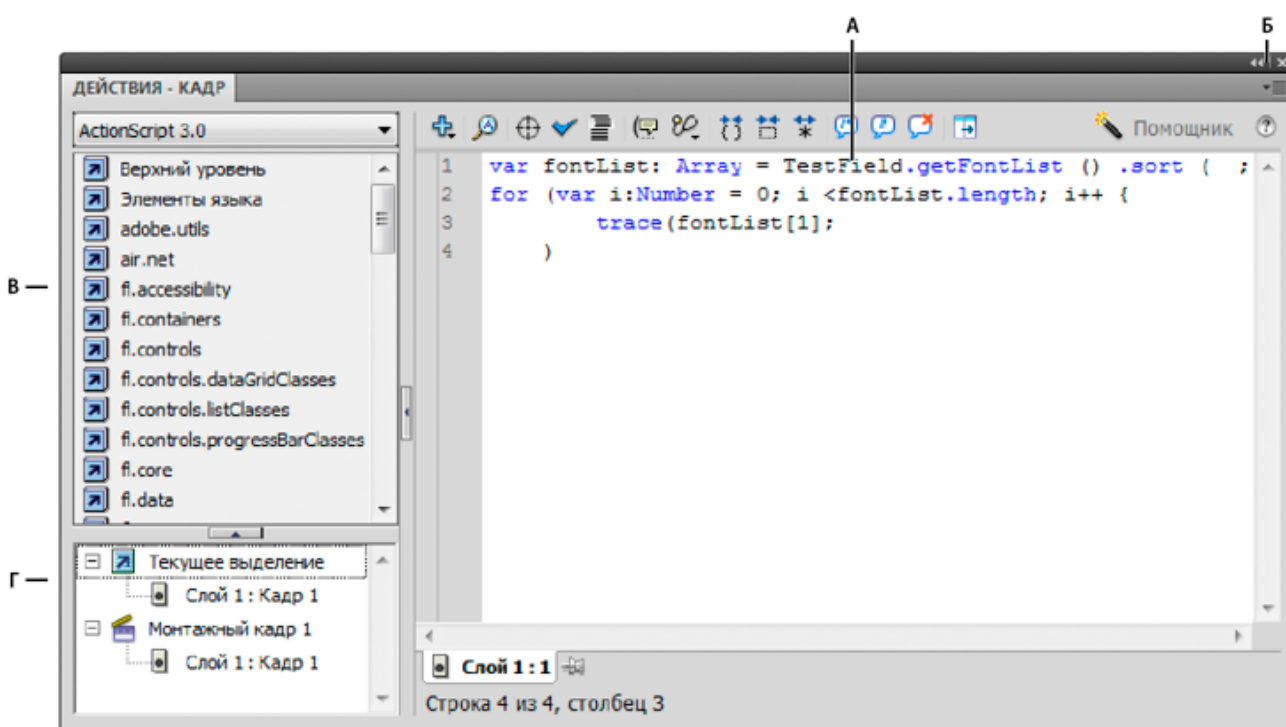 А
Б
ДЕЙСТВИЯ - КАДР
ActionScript 3.0
Помощник
Верхний уровень
Элементы языка
adobe.utils
air.net
fl.accessibility
fl.containers
fl.controls
fl.controls.dataGridClasses
fl.controls.listClasses
fl.controls.progressBarClasses
fl.core
fl.data
В
1 var fontList: Array = TestField.getFontList () .sort (  ;
2 for (var i:Number = 0; i <fontList.length; i++ {
3 trace(fontList[1];
4 )
Г
Текущее выделение
Слой 1 : Кадр 1
Монтажный кадр 1
Слой 1 : Кадр 1
Слой 1 : 1
Строка 4 из 4, столбец 3